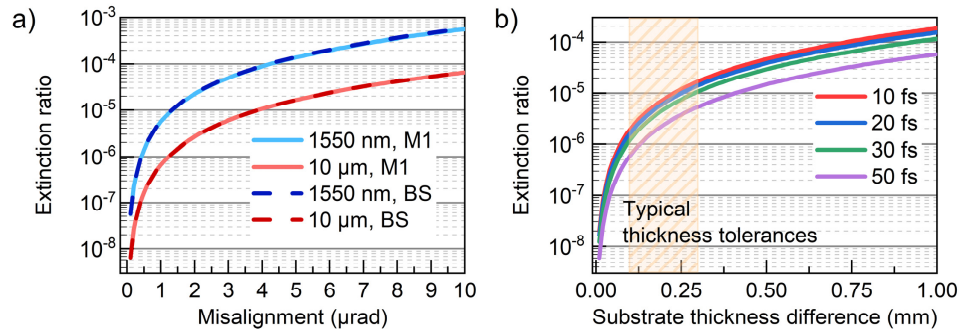 a)
Extinction ratio
10⁻³
10⁻⁴
10⁻⁵
10⁻⁶
10⁻⁷
10⁻⁸
1550 nm, M1
10 µm, M1
1550 nm, BS
10 µm, BS
0 1 2 3 4 5 6 7 8 9 10
Misalignment (µrad)
b)
Extinction ratio
10⁻⁴
10⁻⁵
10⁻⁶
10⁻⁷
10⁻⁸
10 fs
20 fs
30 fs
50 fs
Typical
thickness tolerances
0.00 0.25 0.50 0.75 1.00
Substrate thickness difference (mm)